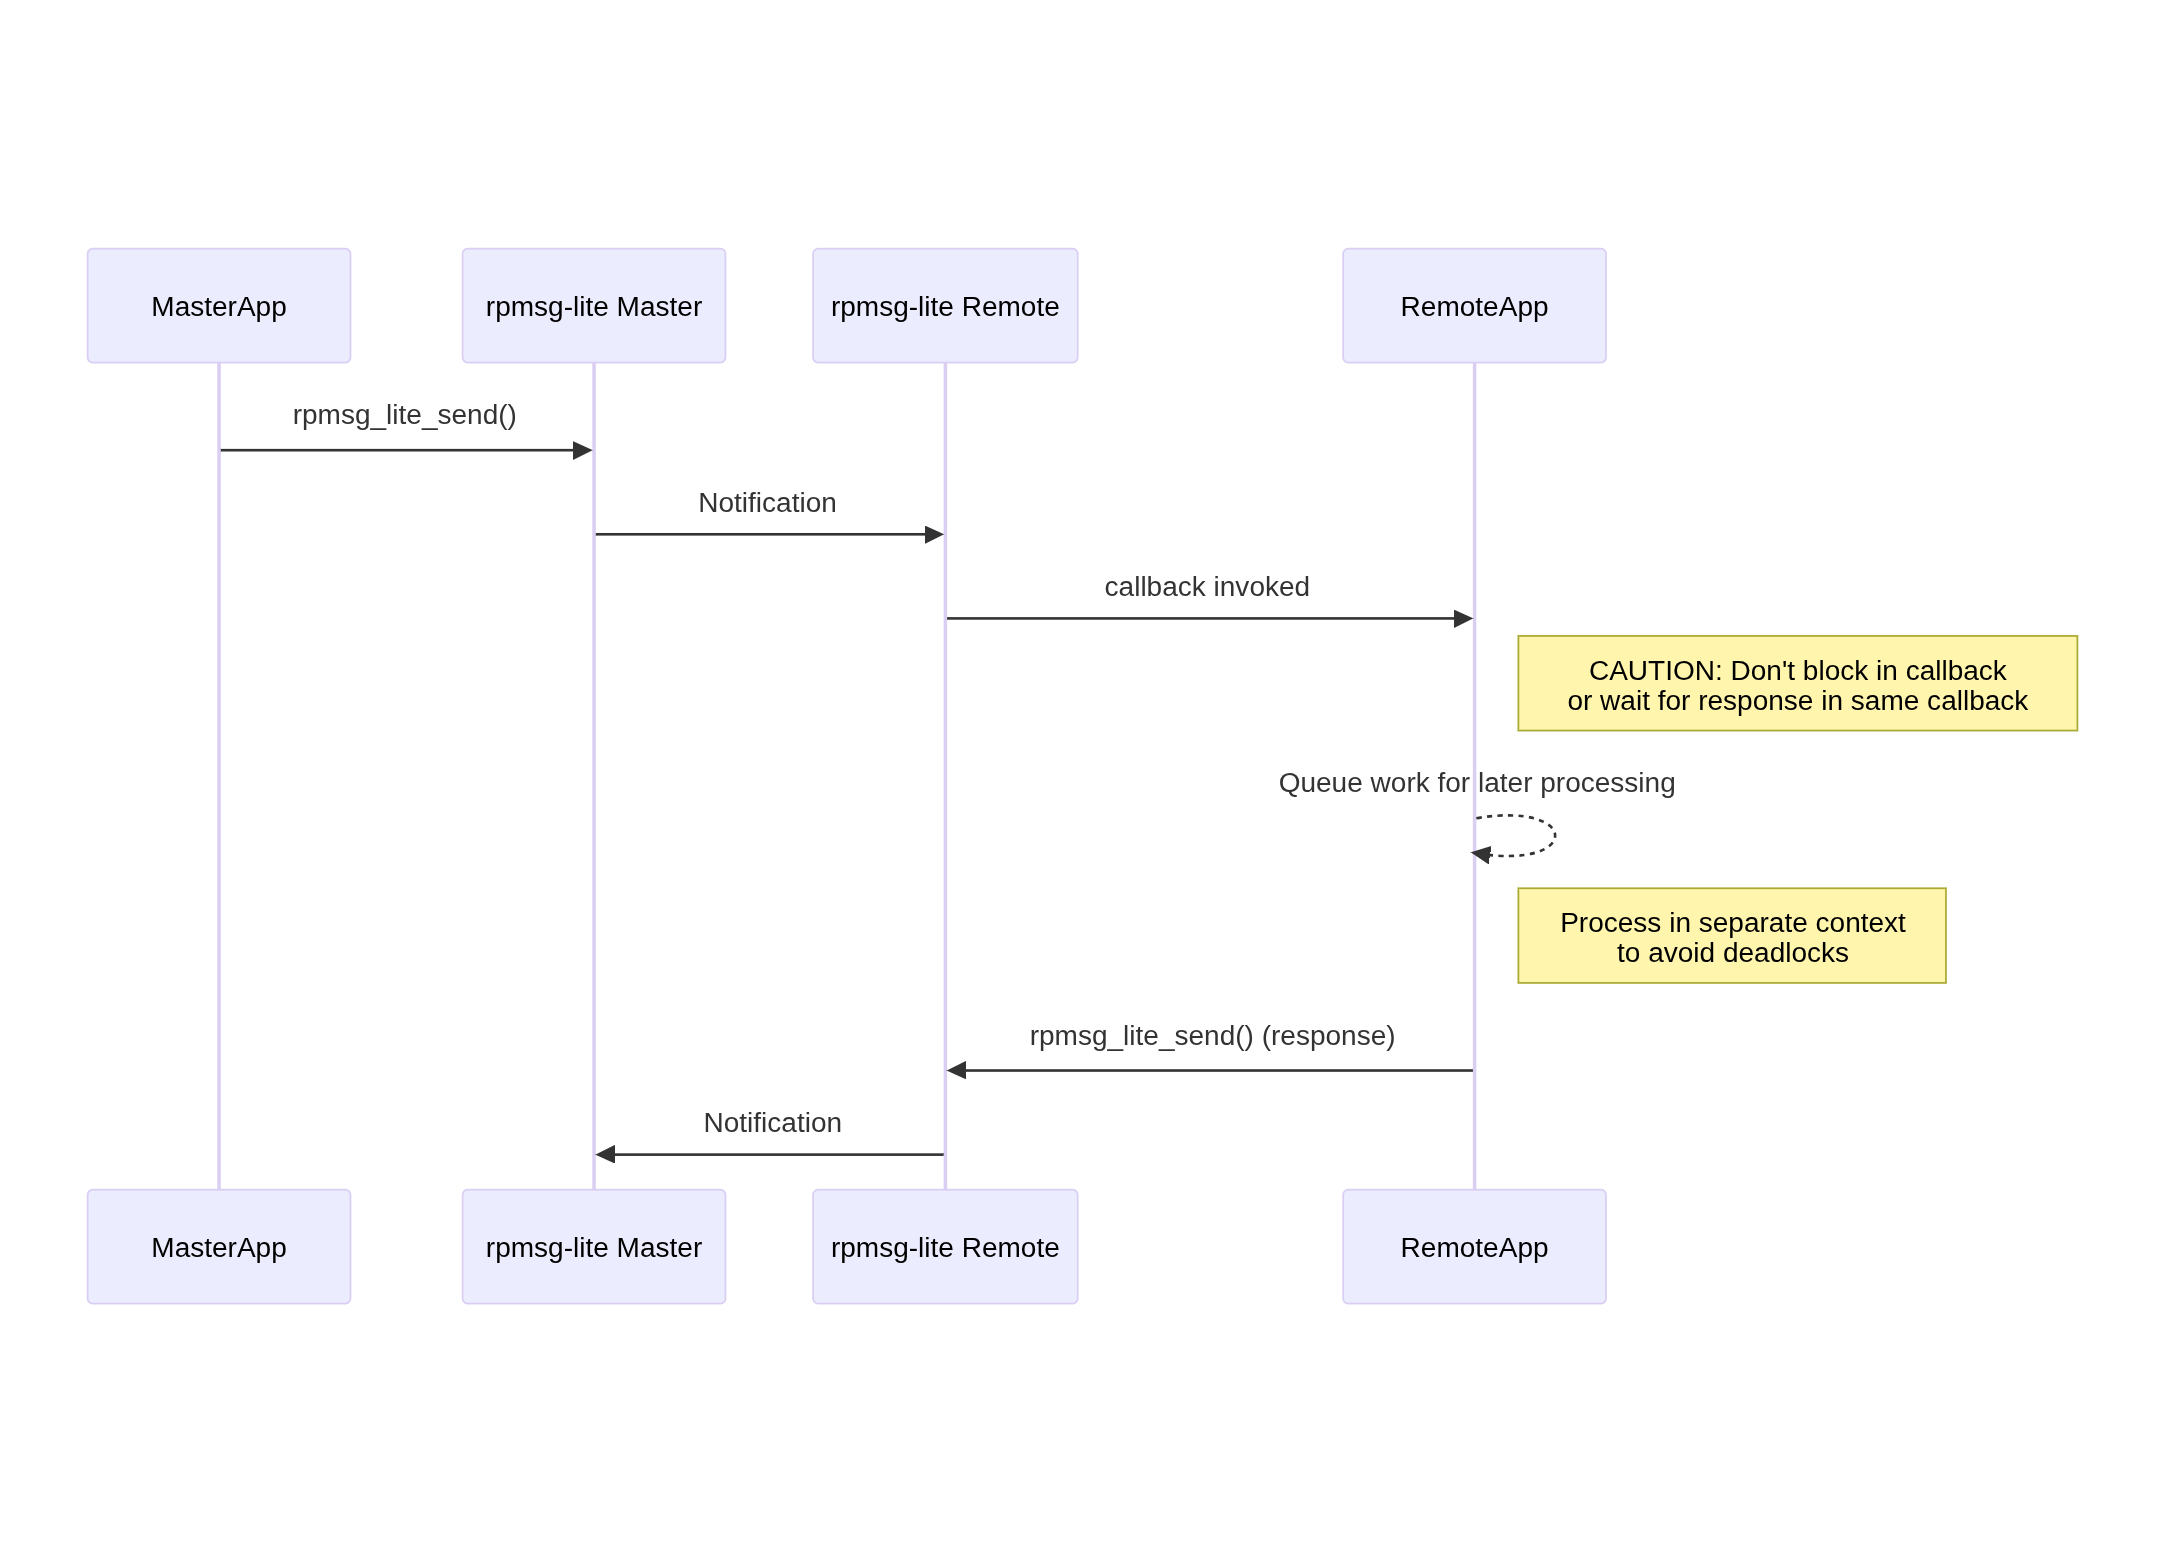 MasterApp
rpmsg-lite Master
rpmsg-lite Remote
RemoteApp
rpmsg_lite_send()
Notification
callback invoked
CAUTION: Don't block in callback
or wait for response in same callback
Queue work for later processing
Process in separate context
to avoid deadlocks
rpmsg_lite_send() (response)
Notification
MasterApp
rpmsg-lite Master
rpmsg-lite Remote
RemoteApp